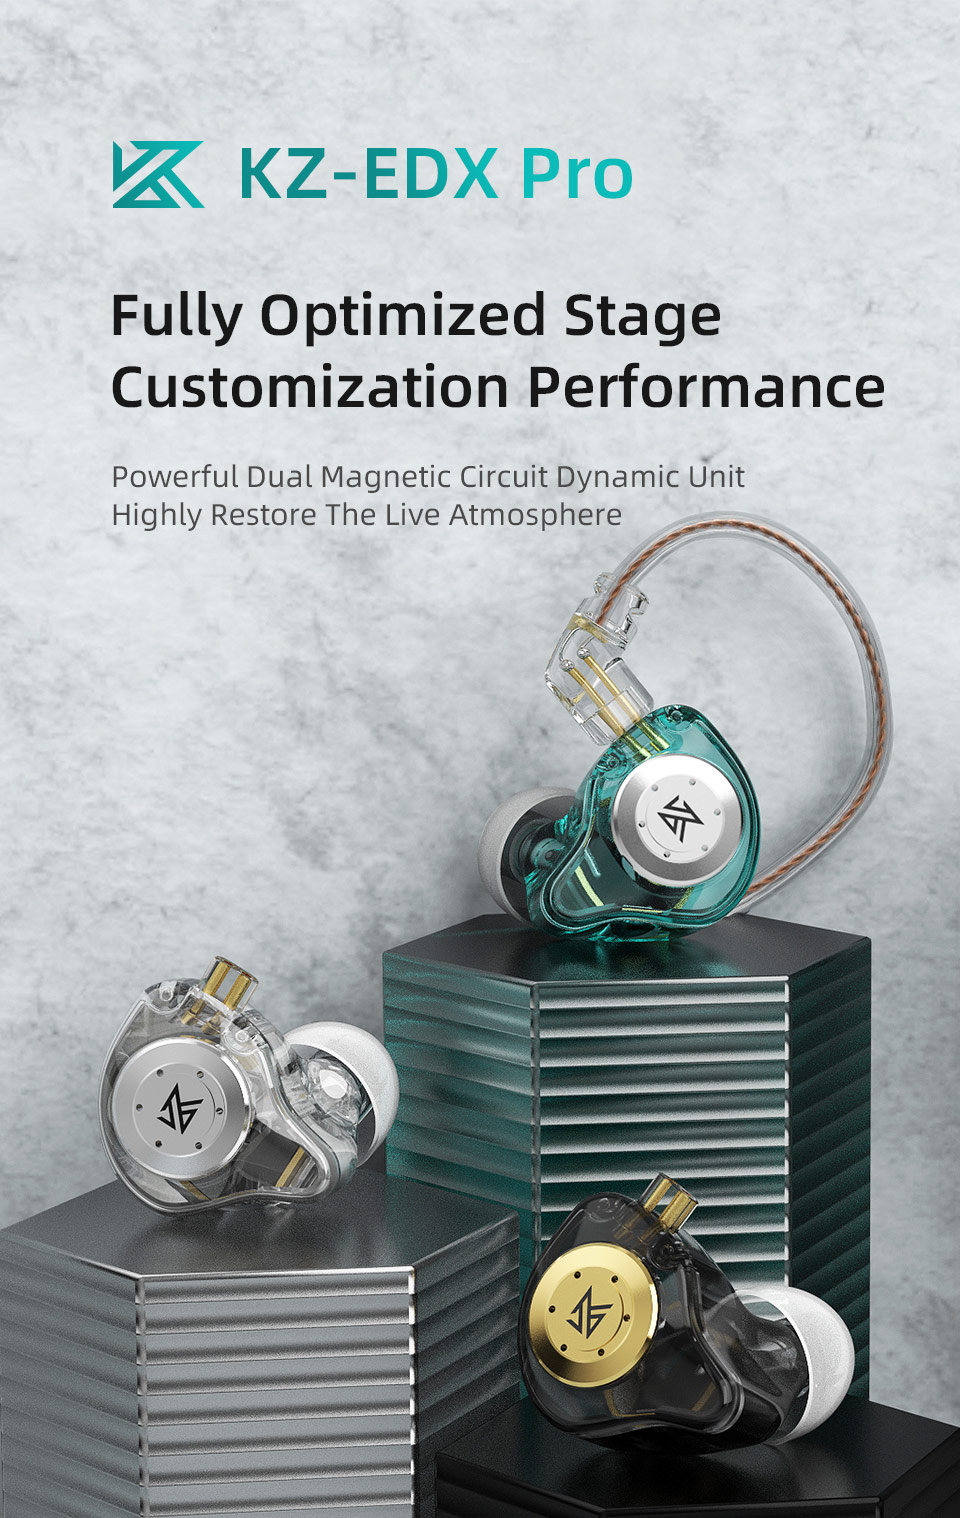 KZ-EDX Pro
Fully Optimized Stage
Customization Performance
Powerful Dual Magnetic Circuit Dynamic Unit
Highly Restore The Live Atmosphere